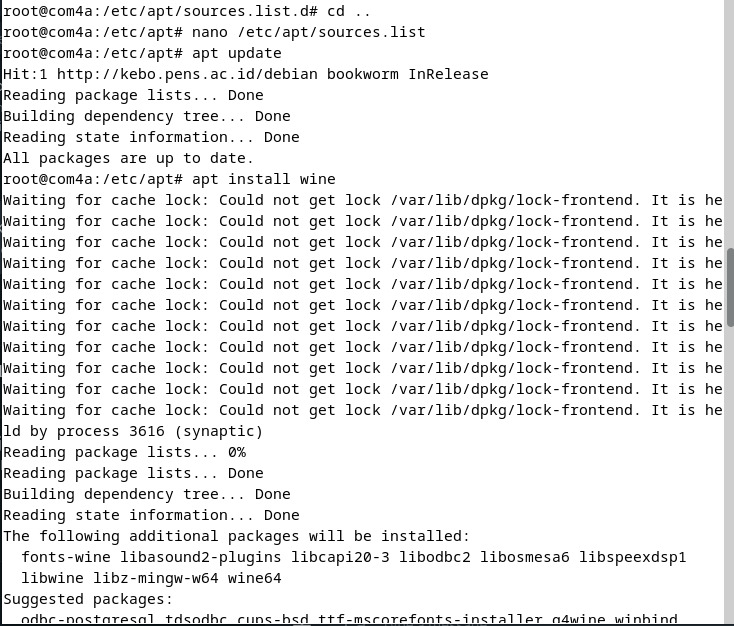 root@com4a:/etc/apt/sources.list.d# cd ..
root@com4a:/etc/apt# nano /etc/apt/sources.list
root@com4a:/etc/apt# apt update
Hit:1 http://kebo.pens.ac.id/debian bookworm InRelease
Reading package lists... Done
Building dependency tree... Done
Reading state information... Done
All packages are up to date.
root@com4a:/etc/apt# apt install wine
Waiting for cache lock: Could not get lock /var/lib/dpkg/lock-frontend. It is he
Waiting for cache lock: Could not get lock /var/lib/dpkg/lock-frontend. It is he
Waiting for cache lock: Could not get lock /var/lib/dpkg/lock-frontend. It is he
Waiting for cache lock: Could not get lock /var/lib/dpkg/lock-frontend. It is he
Waiting for cache lock: Could not get lock /var/lib/dpkg/lock-frontend. It is he
Waiting for cache lock: Could not get lock /var/lib/dpkg/lock-frontend. It is he
Waiting for cache lock: Could not get lock /var/lib/dpkg/lock-frontend. It is he
Waiting for cache lock: Could not get lock /var/lib/dpkg/lock-frontend. It is he
Waiting for cache lock: Could not get lock /var/lib/dpkg/lock-frontend. It is he
Waiting for cache lock: Could not get lock /var/lib/dpkg/lock-frontend. It is he
Waiting for cache lock: Could not get lock /var/lib/dpkg/lock-frontend. It is he
ld by process 3616 (synaptic)
Reading package lists... 0%
Reading package lists... Done
Building dependency tree... Done
Reading state information... Done
The following additional packages will be installed:
  fonts-wine libasound2-plugins libcapi20-3 libodbc2 libosmesa6 libspeexdsp1
  libwine libz-mingw-w64 wine64
Suggested packages:
  odbc-postgresql tdsodbc cups-bsd ttf-mscorefonts-installer q4wine winbind